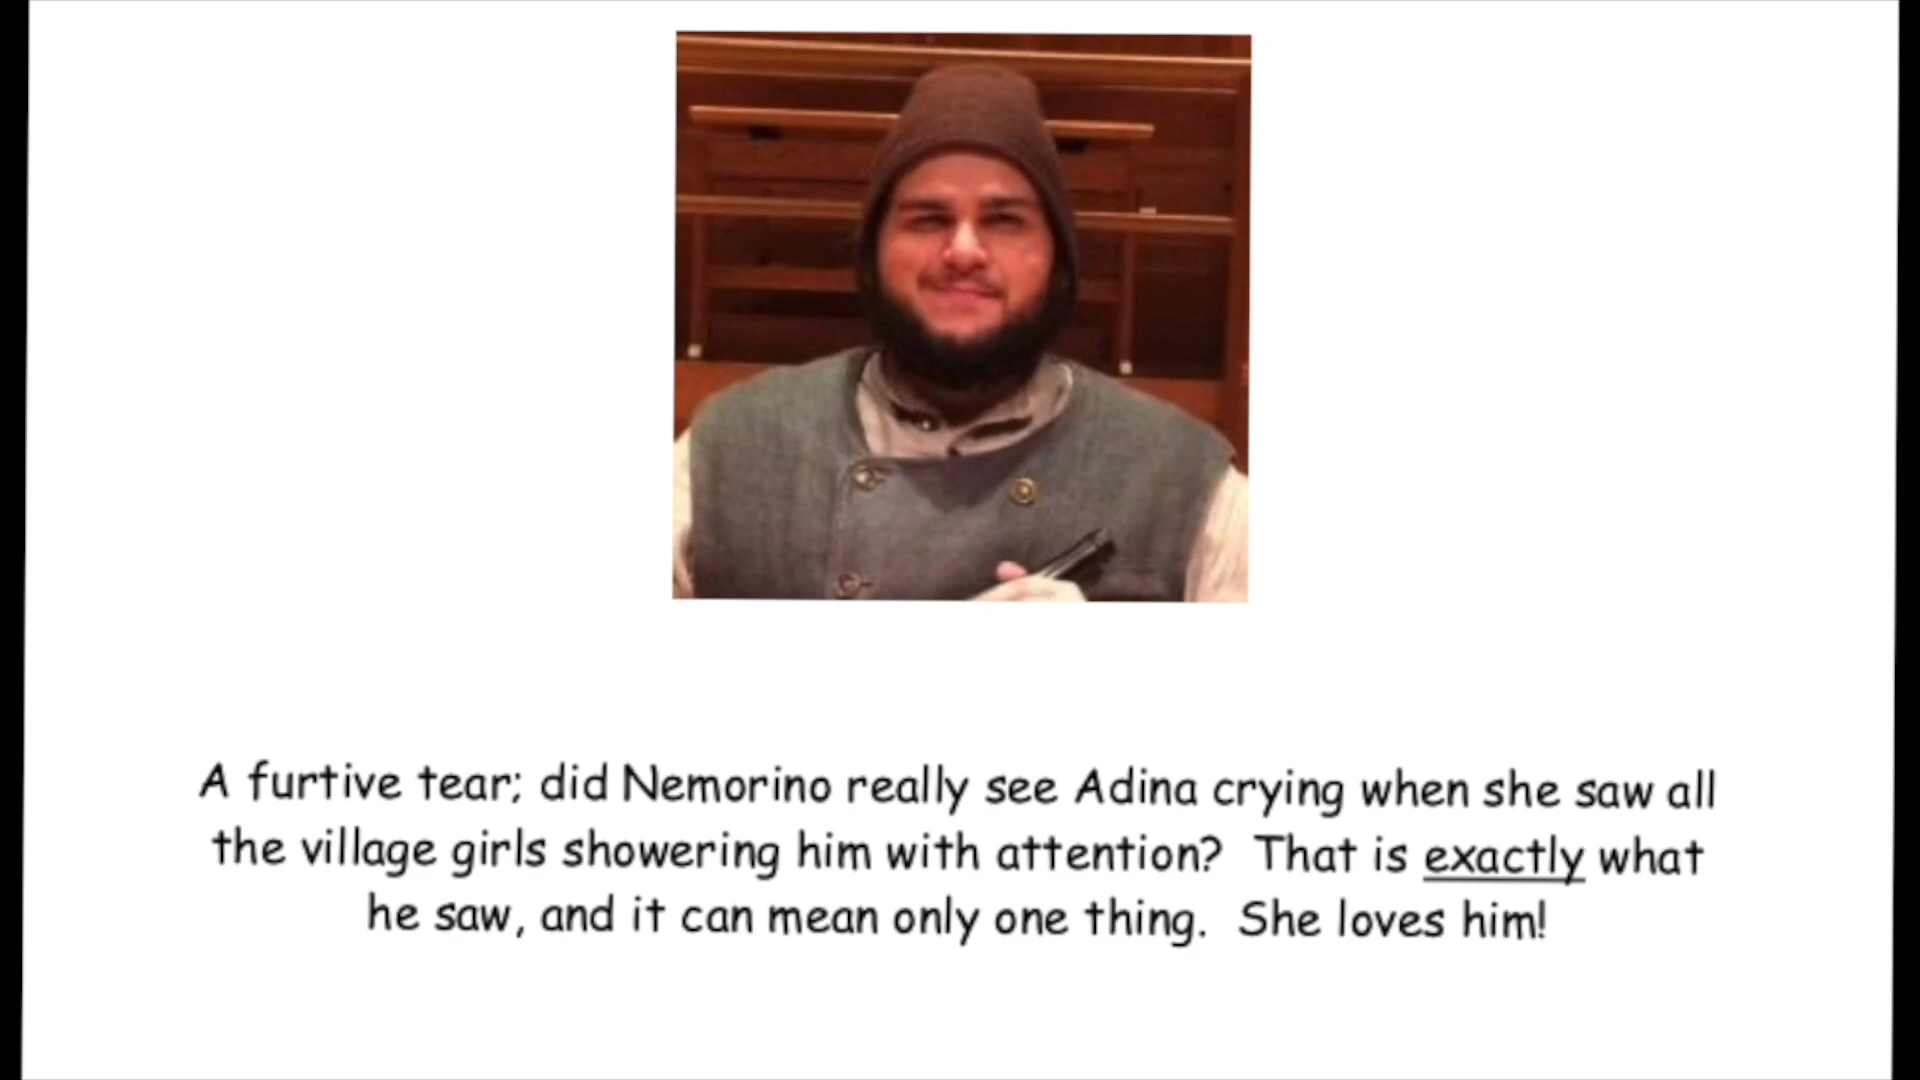 A furtive tear; did Nemorino really see Adina crying when she saw all
the village girls showering him with attention?  That is exactly what
he saw, and it can mean only one thing.  She loves him!